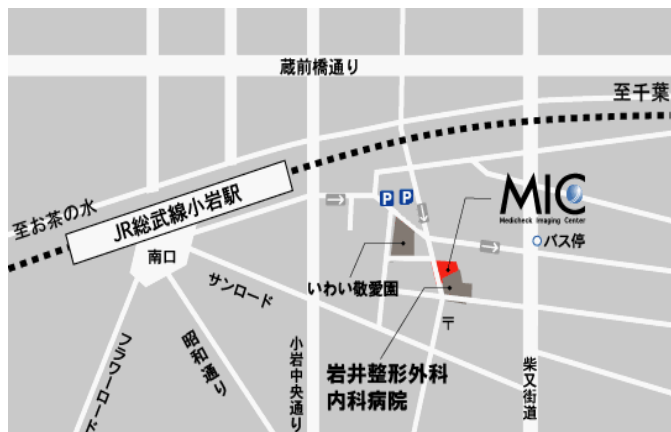 蔵前橋通り
至千葉
MIC
Medicheck Imaging Center
P P
至お茶の水
JR総武線小岩駅
バス停
南口
サンロード
いわい敬愛園
〒
フラワーロード
昭和通り
小岩中央通り
岩井整形外科
内科病院
柴又街道